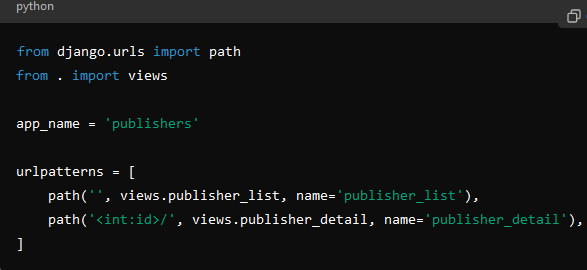 python
from django.urls import path
from . import views
app_name = 'publishers'
urlpatterns = [
    path('', views.publisher_list, name='publisher_list'),
    path('<int:id>/', views.publisher_detail, name='publisher_detail'),
]